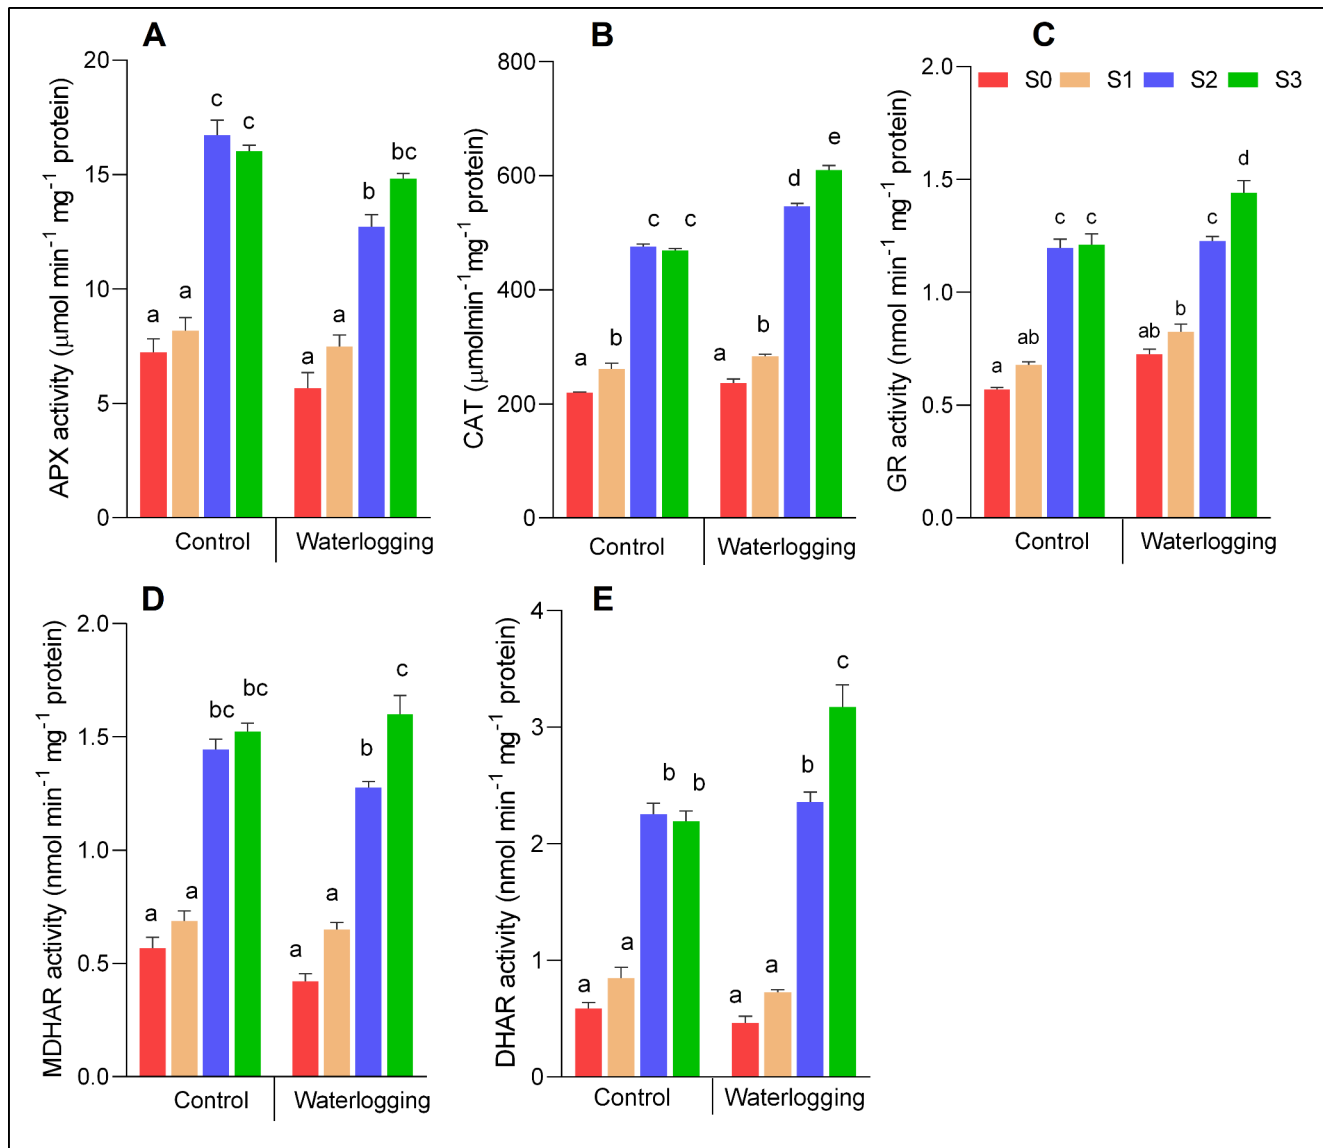 A
APX activity (μmol min⁻¹ mg⁻¹ protein)
20
15
10
5
0
a
a
c
c
a
a
b
bc
Control
Waterlogging
B
CAT (μmolmin⁻¹mg⁻¹ protein)
800
600
400
200
0
a
b
c
c
a
b
d
e
Control
Waterlogging
C
GR activity (nmol min⁻¹ mg⁻¹ protein)
2.0
1.5
1.0
0.5
0.0
S0 S1 S2 S3
a
ab
c
c
ab
b
c
d
Control
Waterlogging
D
MDHAR activity (nmol min⁻¹ mg⁻¹ protein)
2.0
1.5
1.0
0.5
0.0
a
a
bc
bc
a
a
b
c
Control
Waterlogging
E
DHAR activity (nmol min⁻¹ mg⁻¹ protein)
4
3
2
1
0
a
a
b
b
a
a
b
c
Control
Waterlogging